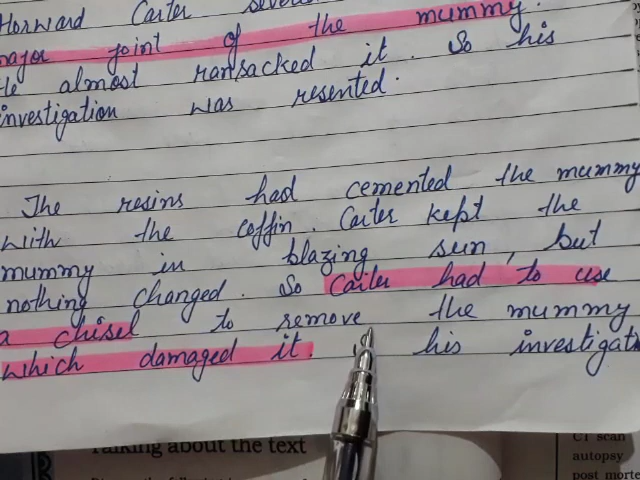 Horward Carter severe
major joint of the mummy.
He almost ransacked it. So his
investigation was resented.
The resins had cemented the mummy
with the coffin. Carter kept the
mummy in blazing sun, but
nothing changed. So Carter had to use
a chisel to remove the mummy
which damaged it. his investigati
Talking about the text
CT scan
autopsy
post morte